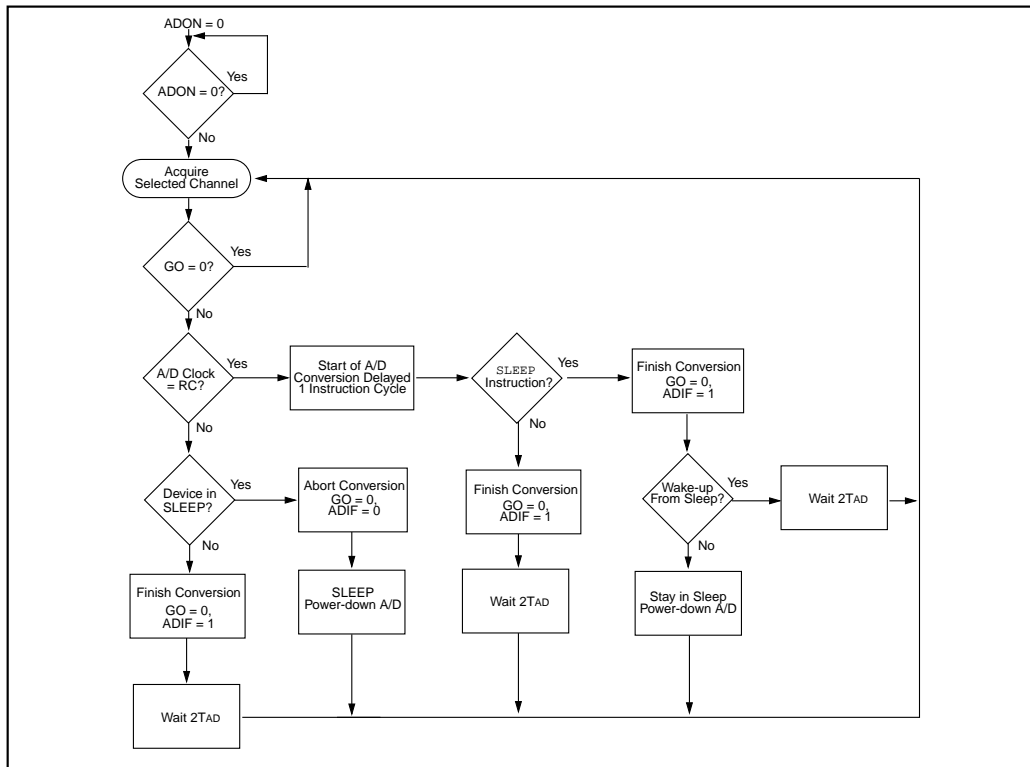 ADON = 0
Yes
ADON = 0?
No
Acquire
Selected Channel
Yes
GO = 0?
No
A/D Clock
= RC?
Yes
Start of A/D
Conversion Delayed
1 Instruction Cycle
SLEEP
Instruction?
Yes
Finish Conversion
GO = 0,
ADIF = 1
No
No
Device in
SLEEP?
Yes
Abort Conversion
GO = 0,
ADIF = 0
Finish Conversion
GO = 0,
ADIF = 1
Wake-up
From Sleep?
Yes
Wait 2TAD
No
No
Finish Conversion
GO = 0,
ADIF = 1
SLEEP
Power-down A/D
Wait 2TAD
Stay in Sleep
Power-down A/D
Wait 2TAD